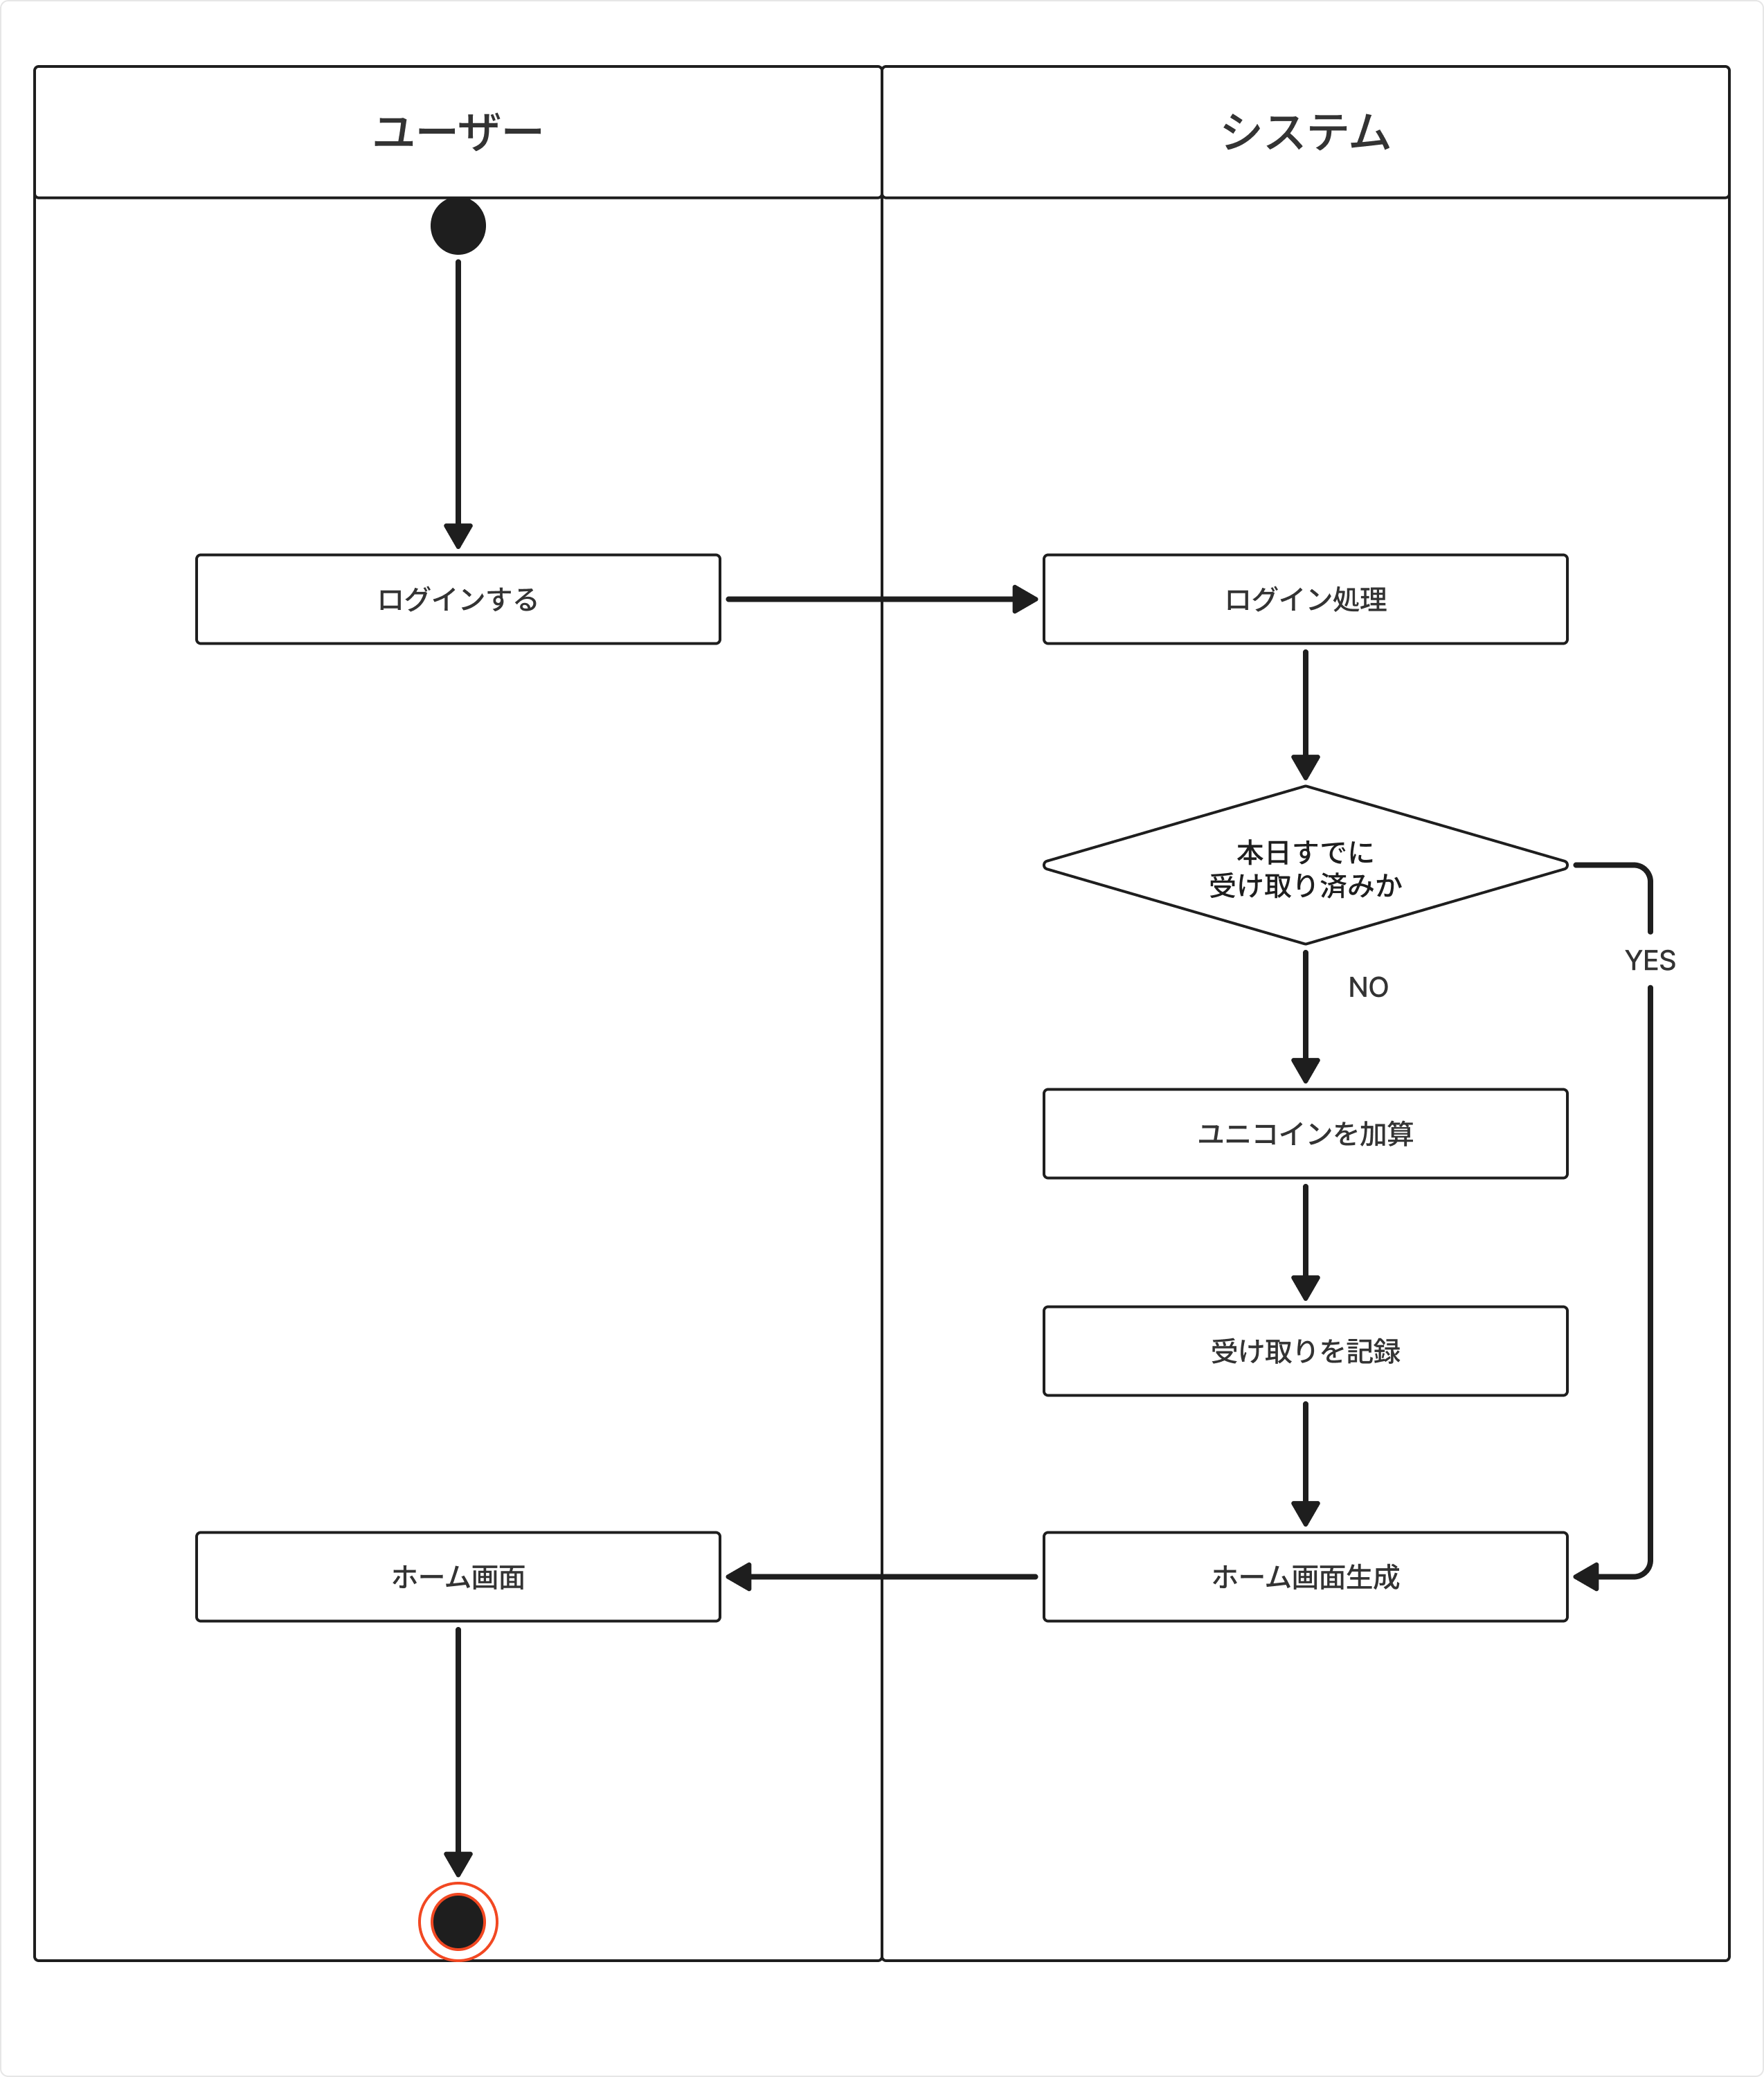 ユーザー
システム
ログインする
ログイン処理
本日すでに
受け取り済みか
YES
NO
ユニコインを加算
受け取りを記録
ホーム画面
ホーム画面生成